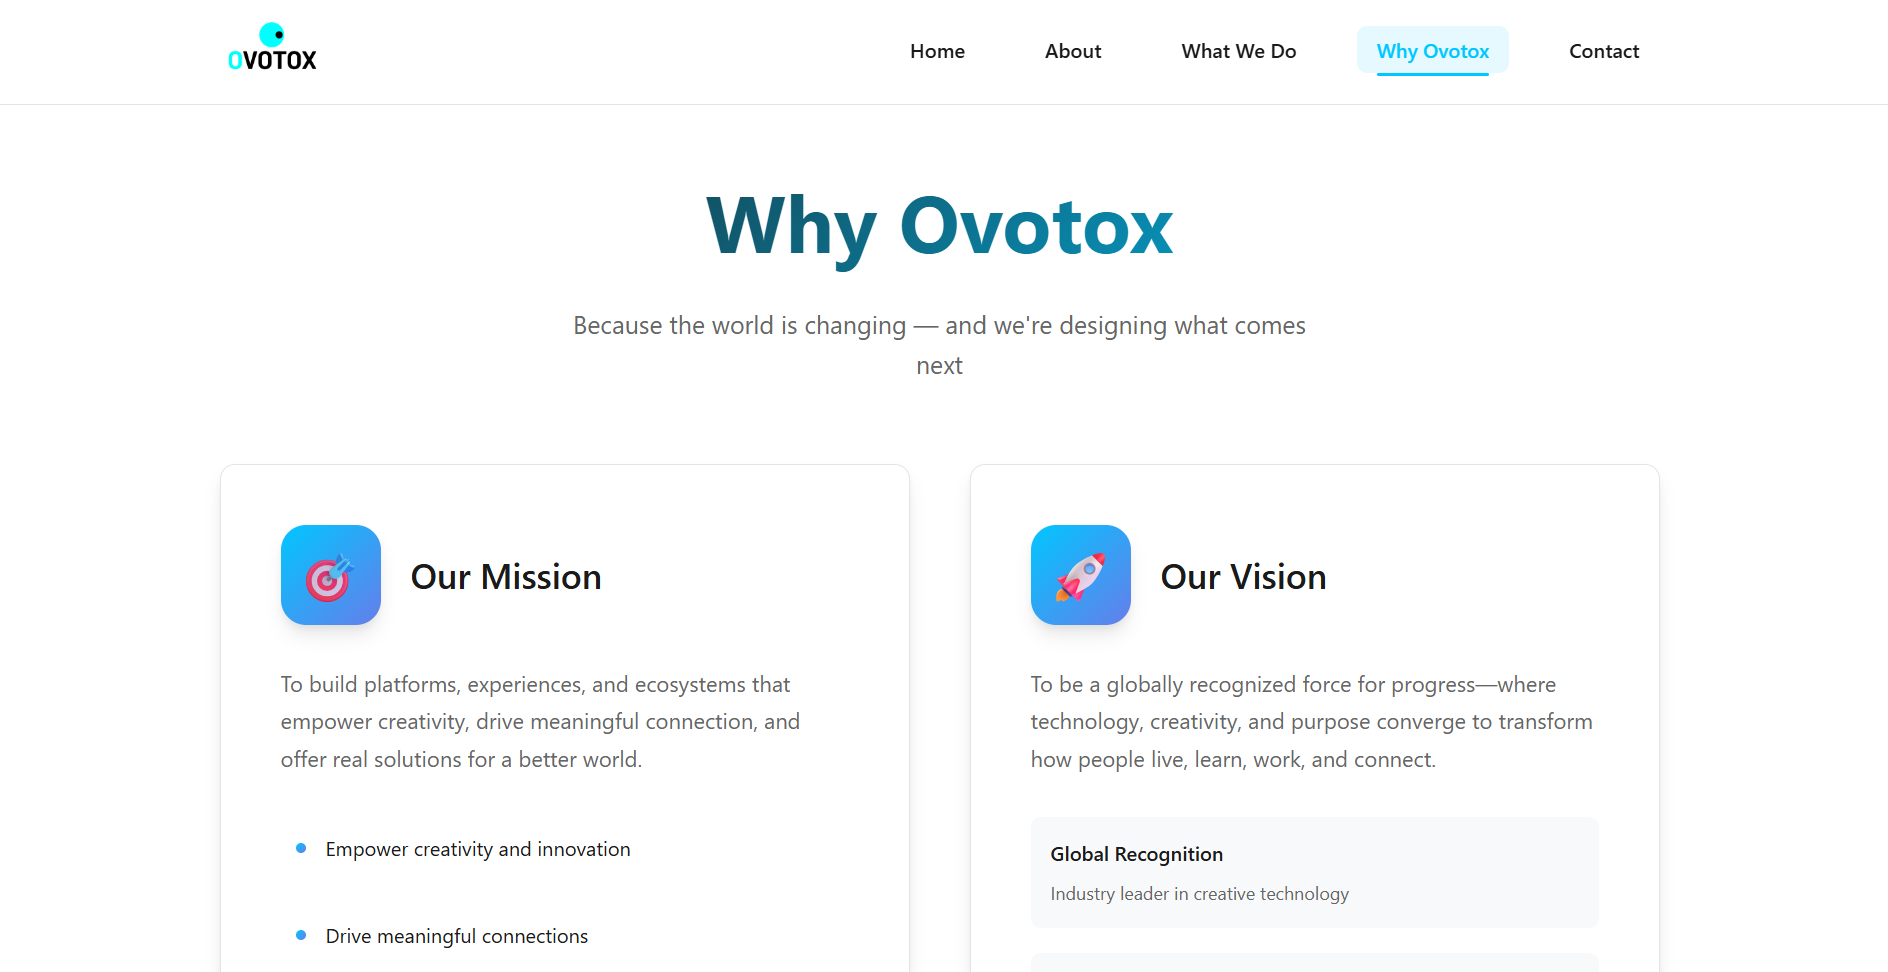 OVOTOX
Home
About
What We Do
Why Ovotox
Contact
Why Ovotox
Because the world is changing — and we're designing what comes
next
Our Mission
To build platforms, experiences, and ecosystems that
empower creativity, drive meaningful connection, and
offer real solutions for a better world.
Empower creativity and innovation
Drive meaningful connections
Our Vision
To be a globally recognized force for progress—where
technology, creativity, and purpose converge to transform
how people live, learn, work, and connect.
Global Recognition
Industry leader in creative technology